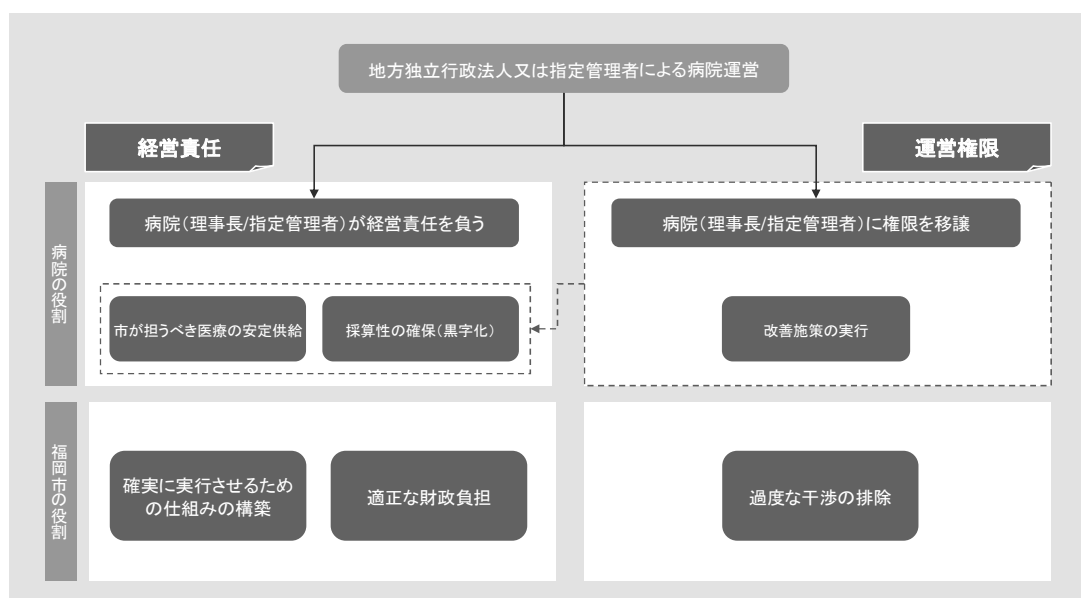 地方独立行政法人又は指定管理者による病院運営
経営責任
運営権限
病院の役割
病院（理事長/指定管理者）が経営責任を負う
病院（理事長/指定管理者）に権限を移譲
市が担うべき医療の安定供給
採算性の確保（黒字化）
改善施策の実行
福岡市の役割
確実に実行させるため
の仕組みの構築
適正な財政負担
過度な干渉の排除